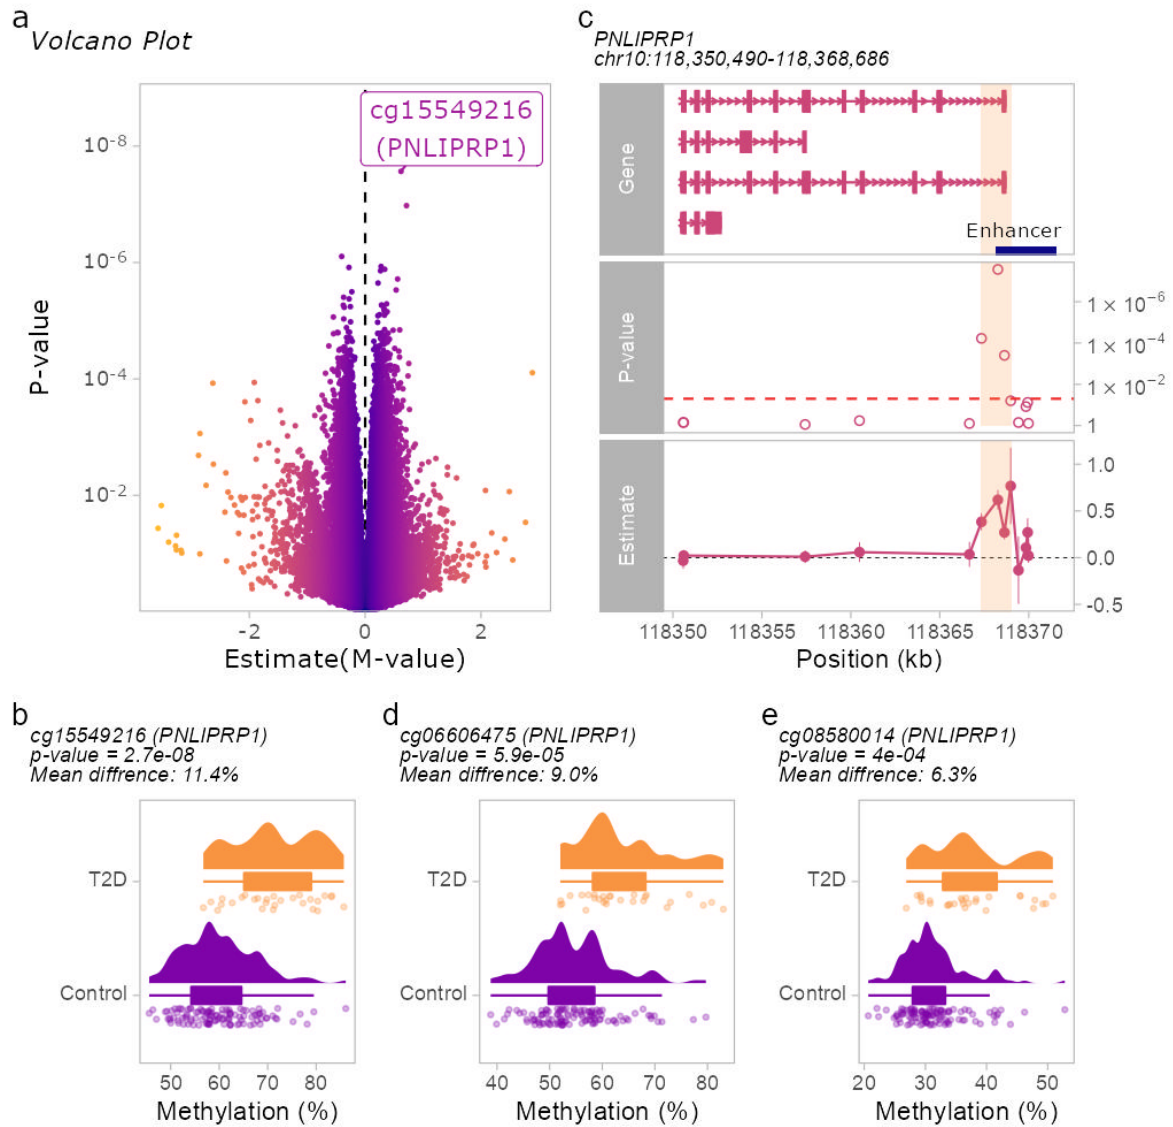 a
Volcano Plot
cg15549216
(PNLIPRP1)
10-8
10-6
10-4
10-2
P-value
-2
0
2
Estimate(M-value)
c
PNLIPRP1
chr10:118,350,490-118,368,686
Gene
Enhancer
P-value
1 × 10-6
1 × 10-4
1 × 10-2
1
Estimate
1.0
0.5
0.0
-0.5
118350
118355
118360
118365
118370
Position (kb)
b
cg15549216 (PNLIPRP1)
p-value = 2.7e-08
Mean difrence: 11.4%
T2D
Control
50
60
70
80
Methylation (%)
d
cg06606475 (PNLIPRP1)
p-value = 5.9e-05
Mean difrence: 9.0%
T2D
Control
40
50
60
70
80
Methylation (%)
e
cg08580014 (PNLIPRP1)
p-value = 4e-04
Mean difrence: 6.3%
T2D
Control
20
30
40
50
Methylation (%)